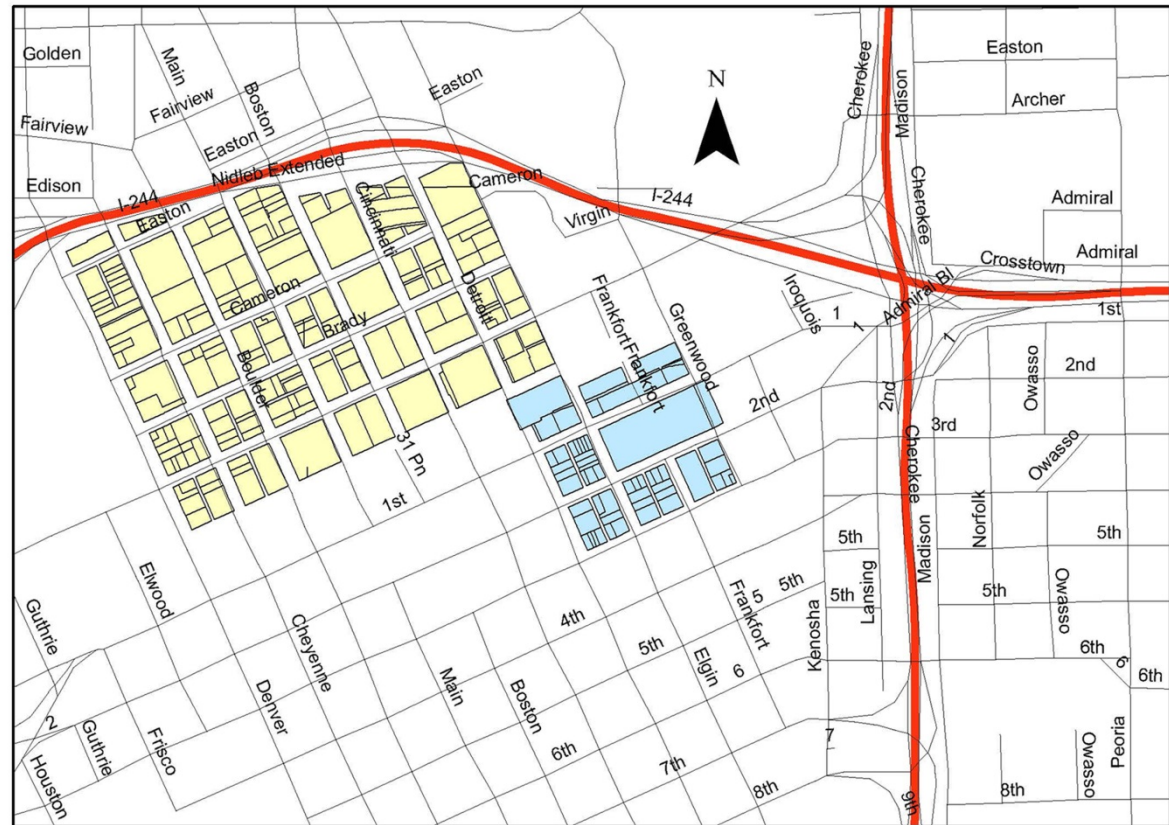 Golden
Main
Cherokee
Easton
Fairview
Boston
Easton
N
Madison
Archer
Fairview
Easton
Nidleb Extended
Cameron
Edison
I-244
Easton
Cincinnati
I-244
Cherokee
Admiral
Virgin
Crosstown
Admiral
Cameron
Detroit
Frankfort
Iroquois
Admiral Bl
Brady
Greenwood
1
1
1
1st
Boulder
Frankfort
2nd
2nd
Owasso
2nd
31 Pn
3rd
Cherokee
Owasso
1st
Norfolk
5th
5th
Elwood
Madison
Guthrie
Cheyenne
4th
Frankfort
5
5th
5th
Lansing
5th
Owasso
Kenosha
Main
5th
Elgin
6
6th
6
6th
Denver
Boston
2
Guthrie
Frisco
6th
7th
7
Owasso
Peoria
Houston
8th
9th
8th